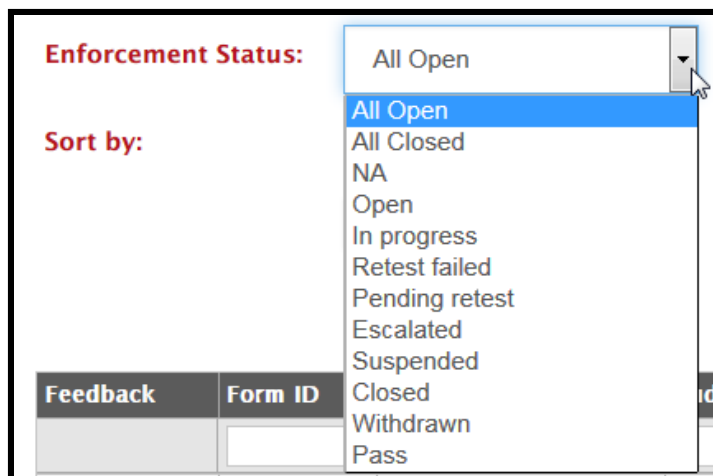 Enforcement Status:
All Open
Sort by:
All Open
All Closed
NA
Open
In progress
Retest failed
Pending retest
Escalated
Suspended
Closed
Withdrawn
Pass
Feedback Form ID